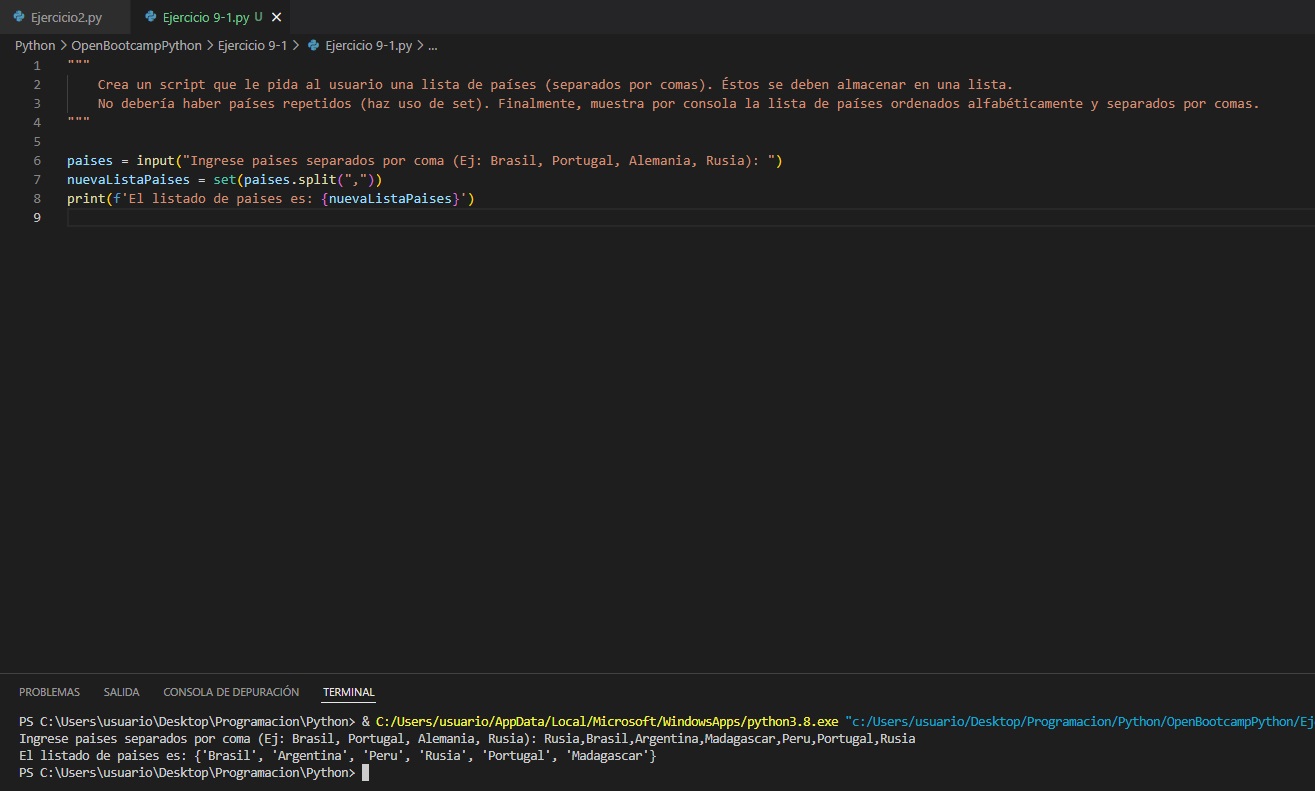 Ejercicio2.py Ejercicio 9-1.py U
Python > OpenBootcampPython > Ejercicio 9-1 > Ejercicio 9-1.py > ...
1 """
2 Crea un script que le pida al usuario una lista de países (separados por comas). Éstos se deben almacenar en una lista.
3 No debería haber países repetidos (haz uso de set). Finalmente, muestra por consola la lista de países ordenados alfabéticamente y separados por comas.
4 """
5
6 paises = input("Ingrese paises separados por coma (Ej: Brasil, Portugal, Alemania, Rusia): ")
7 nuevaListaPaises = set(paises.split(","))
8 print(f'El listado de paises es: {nuevaListaPaises}')
9
PROBLEMAS SALIDA CONSOLA DE DEPURACIÓN TERMINAL
PS C:\Users\usuario\Desktop\Programacion\Python> & C:/Users/usuario/AppData/Local/Microsoft/WindowsApps/python3.8.exe "c:/Users/usuario/Desktop/Programacion/Python/OpenBootcampPython/Ej
Ingrese paises separados por coma (Ej: Brasil, Portugal, Alemania, Rusia): Rusia,Brasil,Argentina,Madagascar,Peru,Portugal,Rusia
El listado de paises es: {'Brasil', 'Argentina', 'Peru', 'Rusia', 'Portugal', 'Madagascar'}
PS C:\Users\usuario\Desktop\Programacion\Python>